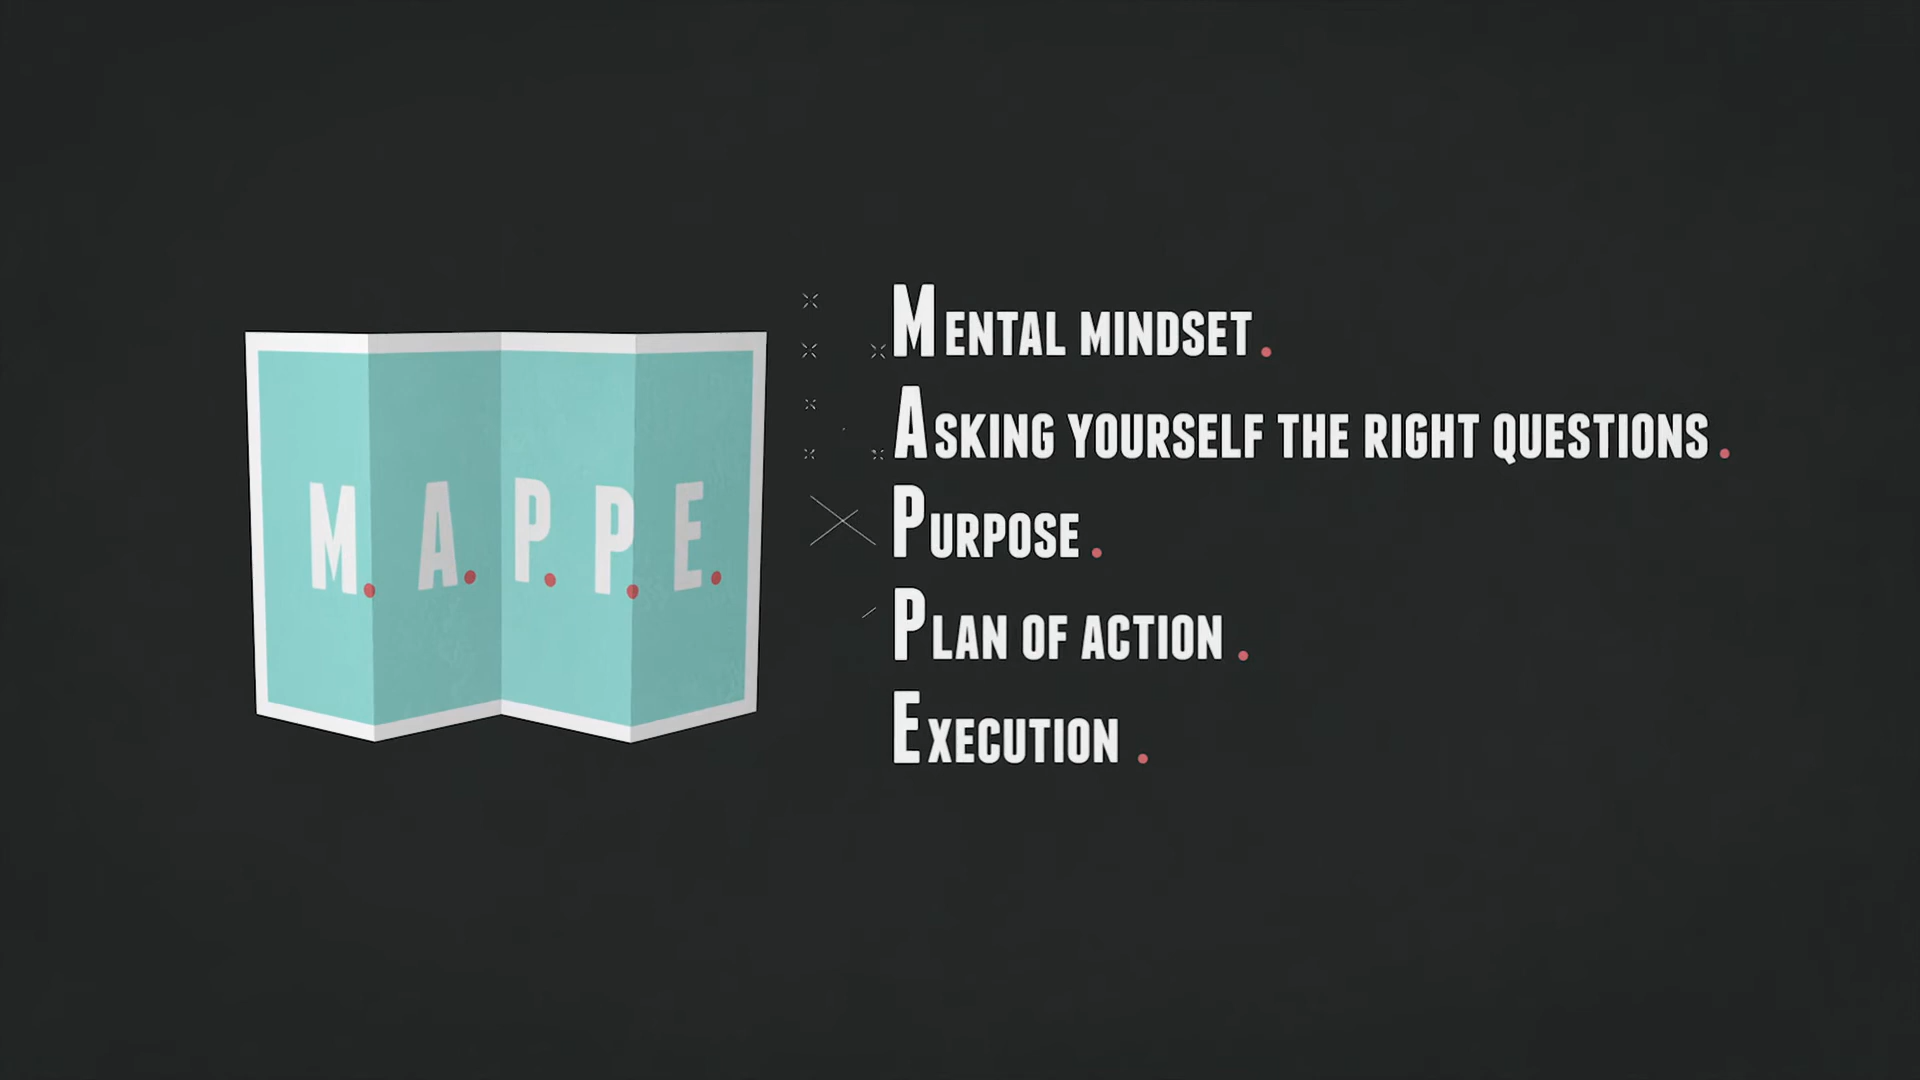 M. A. P. P. E.
Mental mindset.
Asking yourself the right questions.
Purpose.
Plan of action.
Execution.